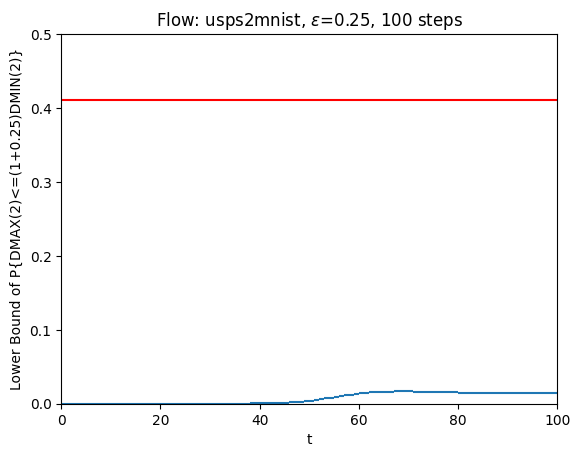 Flow: usps2mnist, ε=0.25, 100 steps
Lower Bound of P{DMAX(2)<=(1+0.25)DMIN(2)}
0.5
0.4
0.3
0.2
0.1
0.0
0 20 40 60 80 100
t